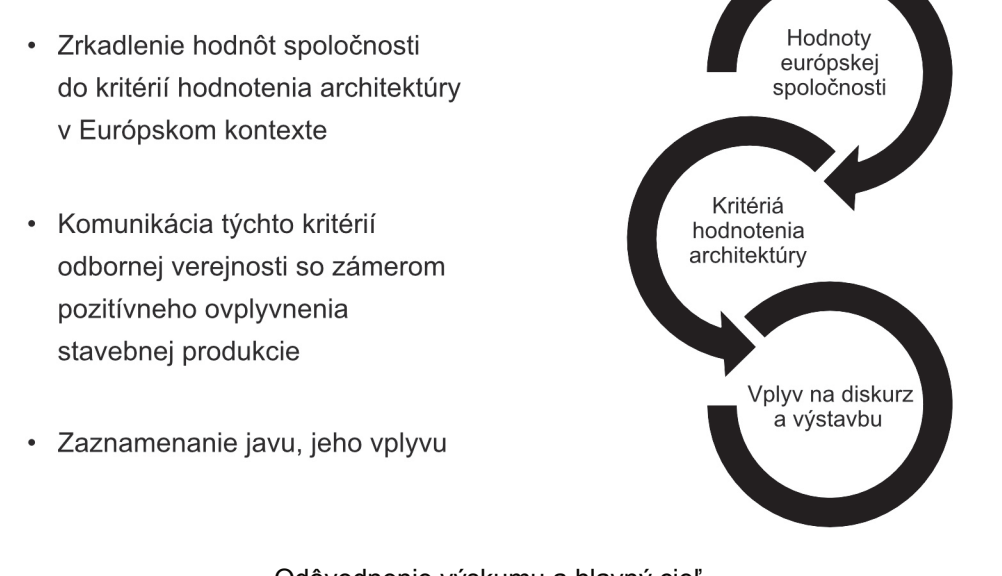 • Zrkadlenie hodnôt spoločnosti
do kritérií hodnotenia architektúry
v Európskom kontexte
• Komunikácia týchto kritérií
odbornej verejnosti so zámerom
pozitívneho ovplyvnenia
stavebnej produkcie
• Zaznamenanie javu, jeho vplyvu
Hodnoty
európskej
spoločnosti
Kritériá
hodnotenia
architektúry
Vplyv na diskurz
a výstavbu
Odôvodnenie výskumu a hlavný cieľ